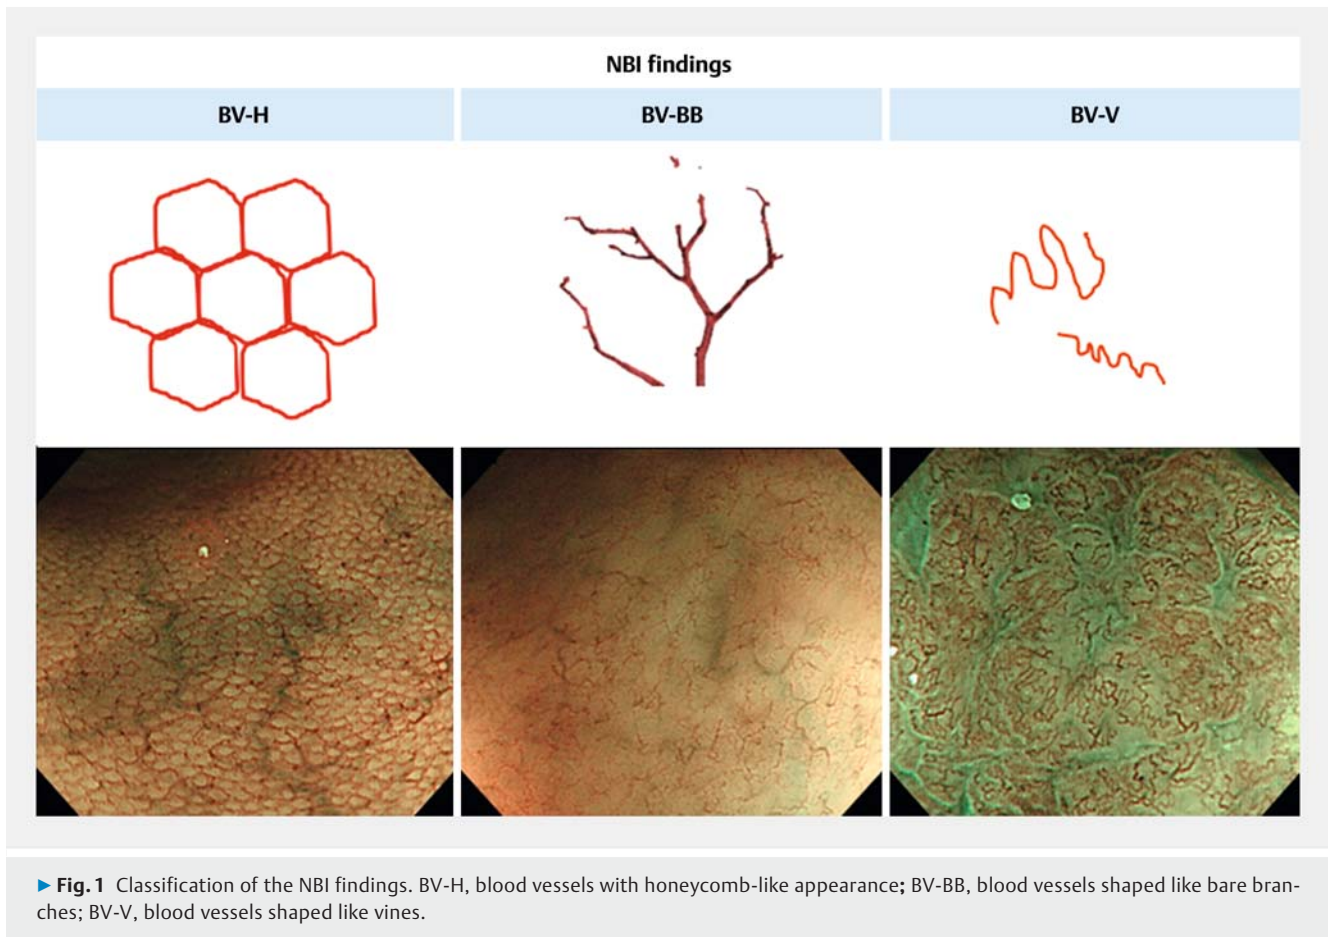 NBI findings
BV-H
BV-BB
BV-V
▶ Fig. 1 Classification of the NBI findings. BV-H, blood vessels with honeycomb-like appearance; BV-BB, blood vessels shaped like bare bran-
ches; BV-V, blood vessels shaped like vines.